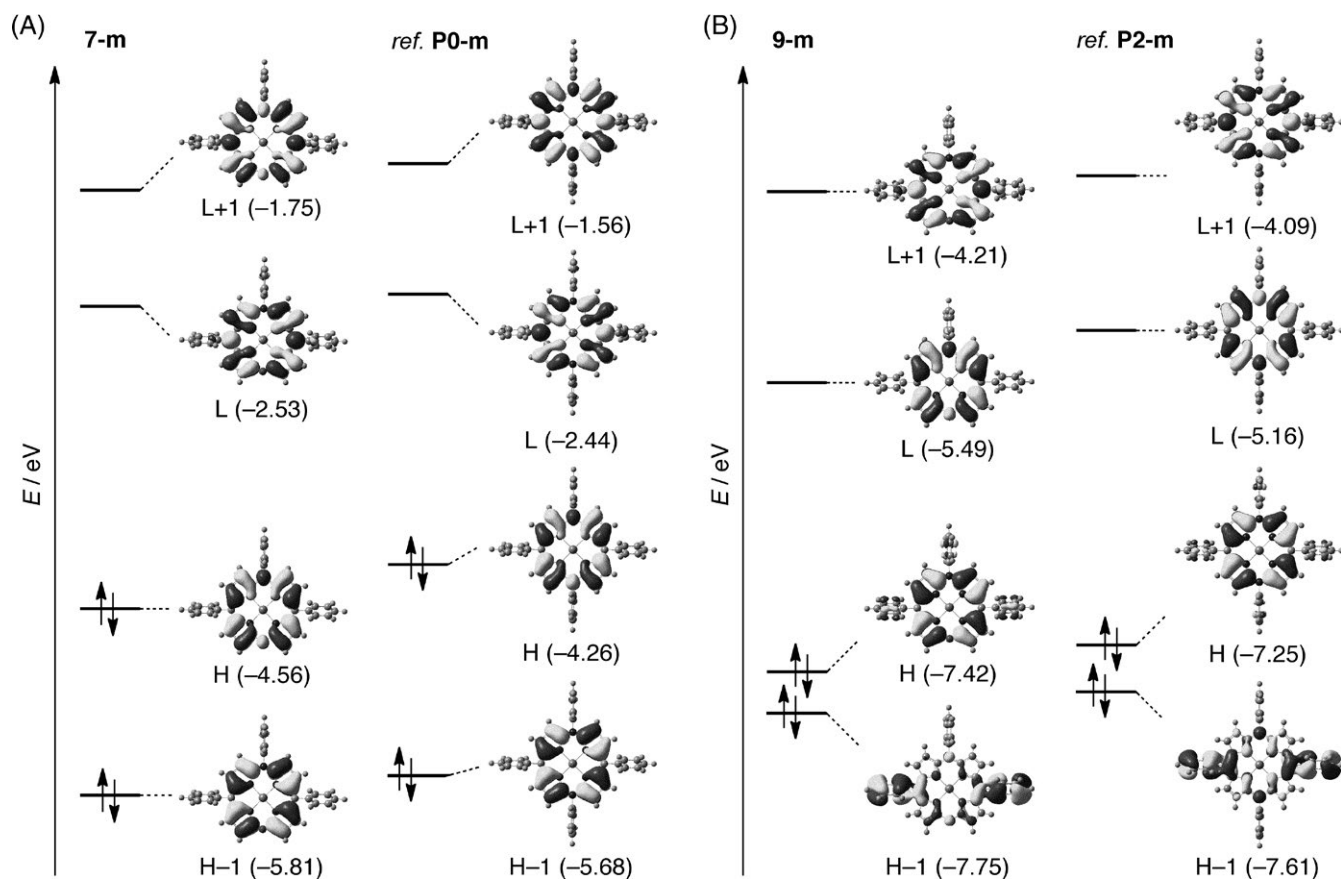 (A)
7-m
ref. P0-m
E / eV
L+1 (–1.75)
L+1 (–1.56)
L (–2.53)
L (–2.44)
H (–4.56)
H (–4.26)
H–1 (–5.81)
H–1 (–5.68)
(B)
9-m
ref. P2-m
E / eV
L+1 (–4.21)
L+1 (–4.09)
L (–5.49)
L (–5.16)
H (–7.42)
H (–7.25)
H–1 (–7.75)
H–1 (–7.61)